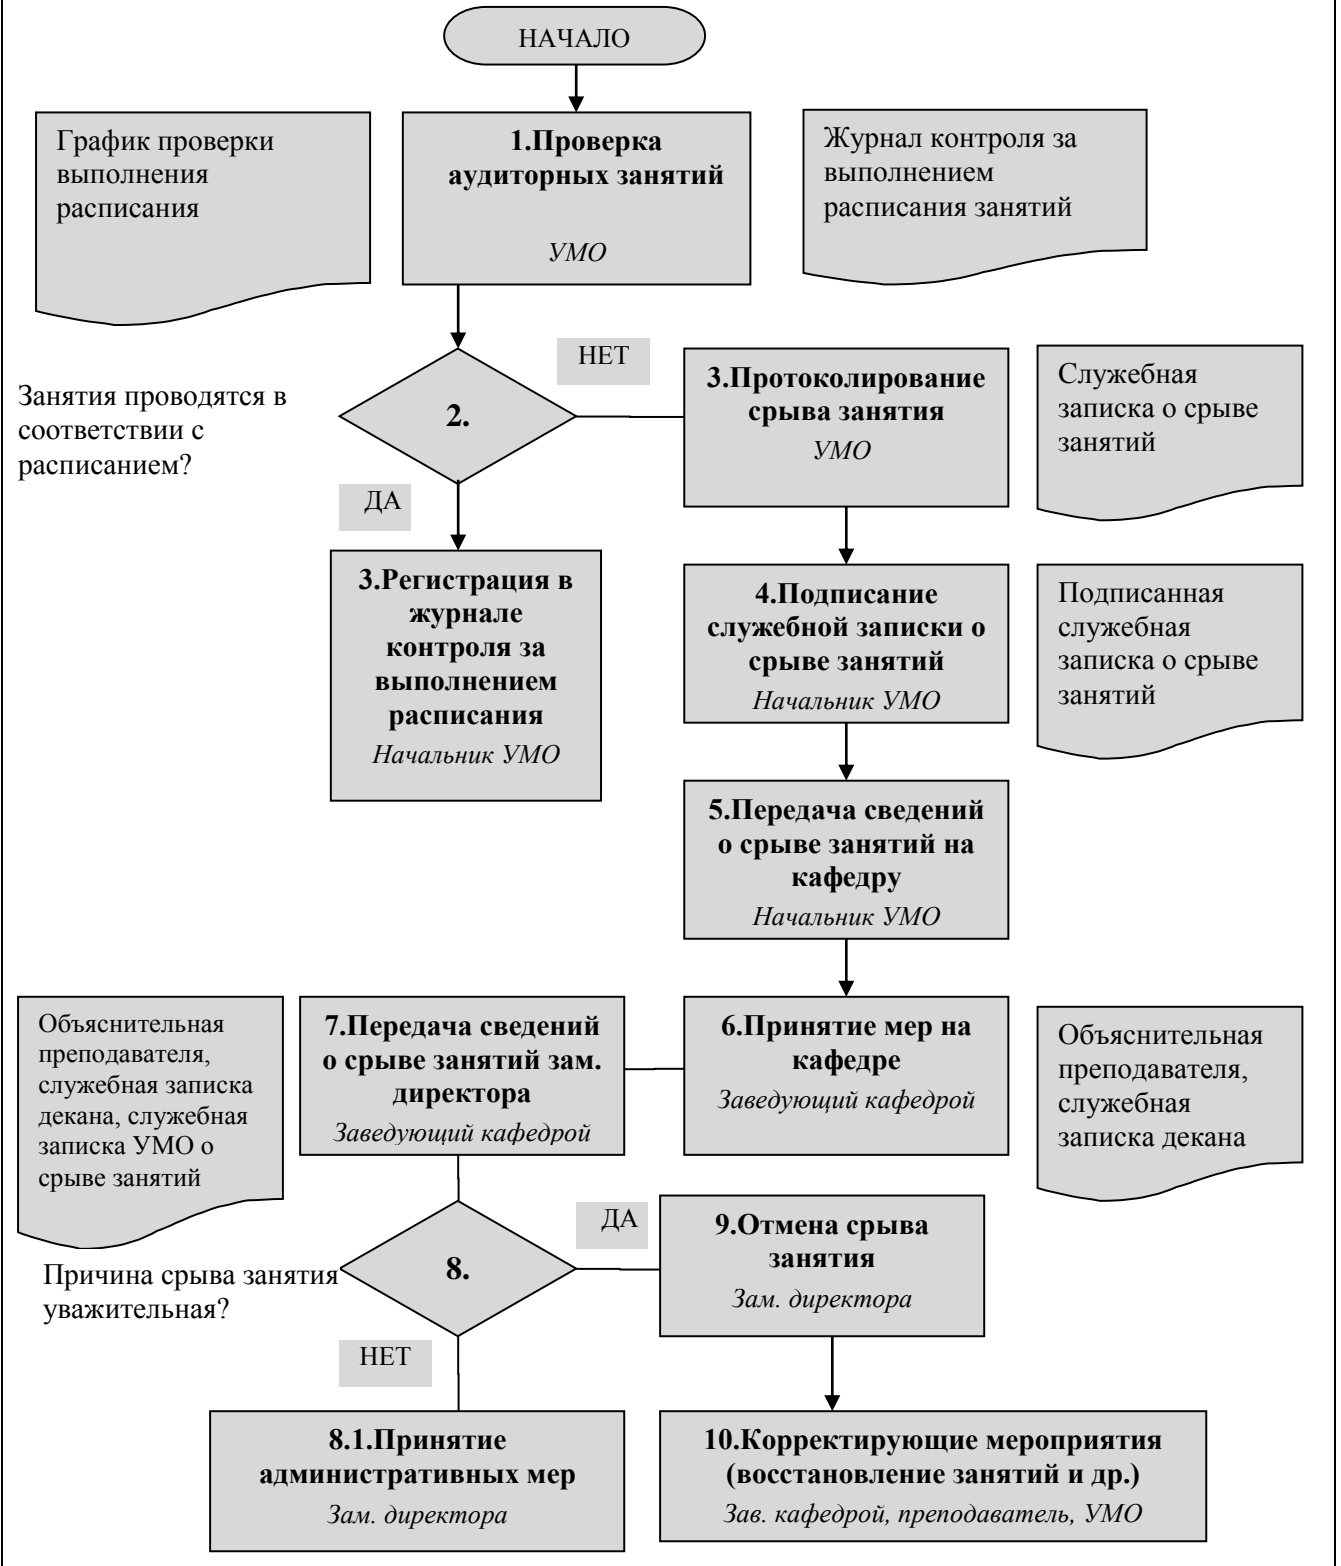 НАЧАЛО
График проверки
выполнения
расписания
1.Проверка
аудиторных занятий
УМО
Журнал контроля за
выполнением
расписания занятий
Занятия проводятся в
соответствии с
расписанием?
2.
НЕТ
3.Протоколирование
срыва занятия
УМО
Служебная
записка о срыве
занятий
ДА
3.Регистрация в
журнале
контроля за
выполнением
расписания
Начальник УМО
4.Подписание
служебной записки о
срыве занятий
Начальник УМО
Подписанная
служебная
записка о срыве
занятий
5.Передача сведений
о срыве занятий на
кафедру
Начальник УМО
Объяснительная
преподавателя,
служебная записка
декана, служебная
записка УМО о
срыве занятий
7.Передача сведений
о срыве занятий зам.
директора
Заведующий кафедрой
6.Принятие мер на
кафедре
Заведующий кафедрой
Объяснительная
преподавателя,
служебная
записка декана
Причина срыва занятия
уважительная?
8.
ДА
9.Отмена срыва
занятия
Зам. директора
НЕТ
8.1.Принятие
административных мер
Зам. директора
10.Корректирующие мероприятия
(восстановление занятий и др.)
Зав. кафедрой, преподаватель, УМО